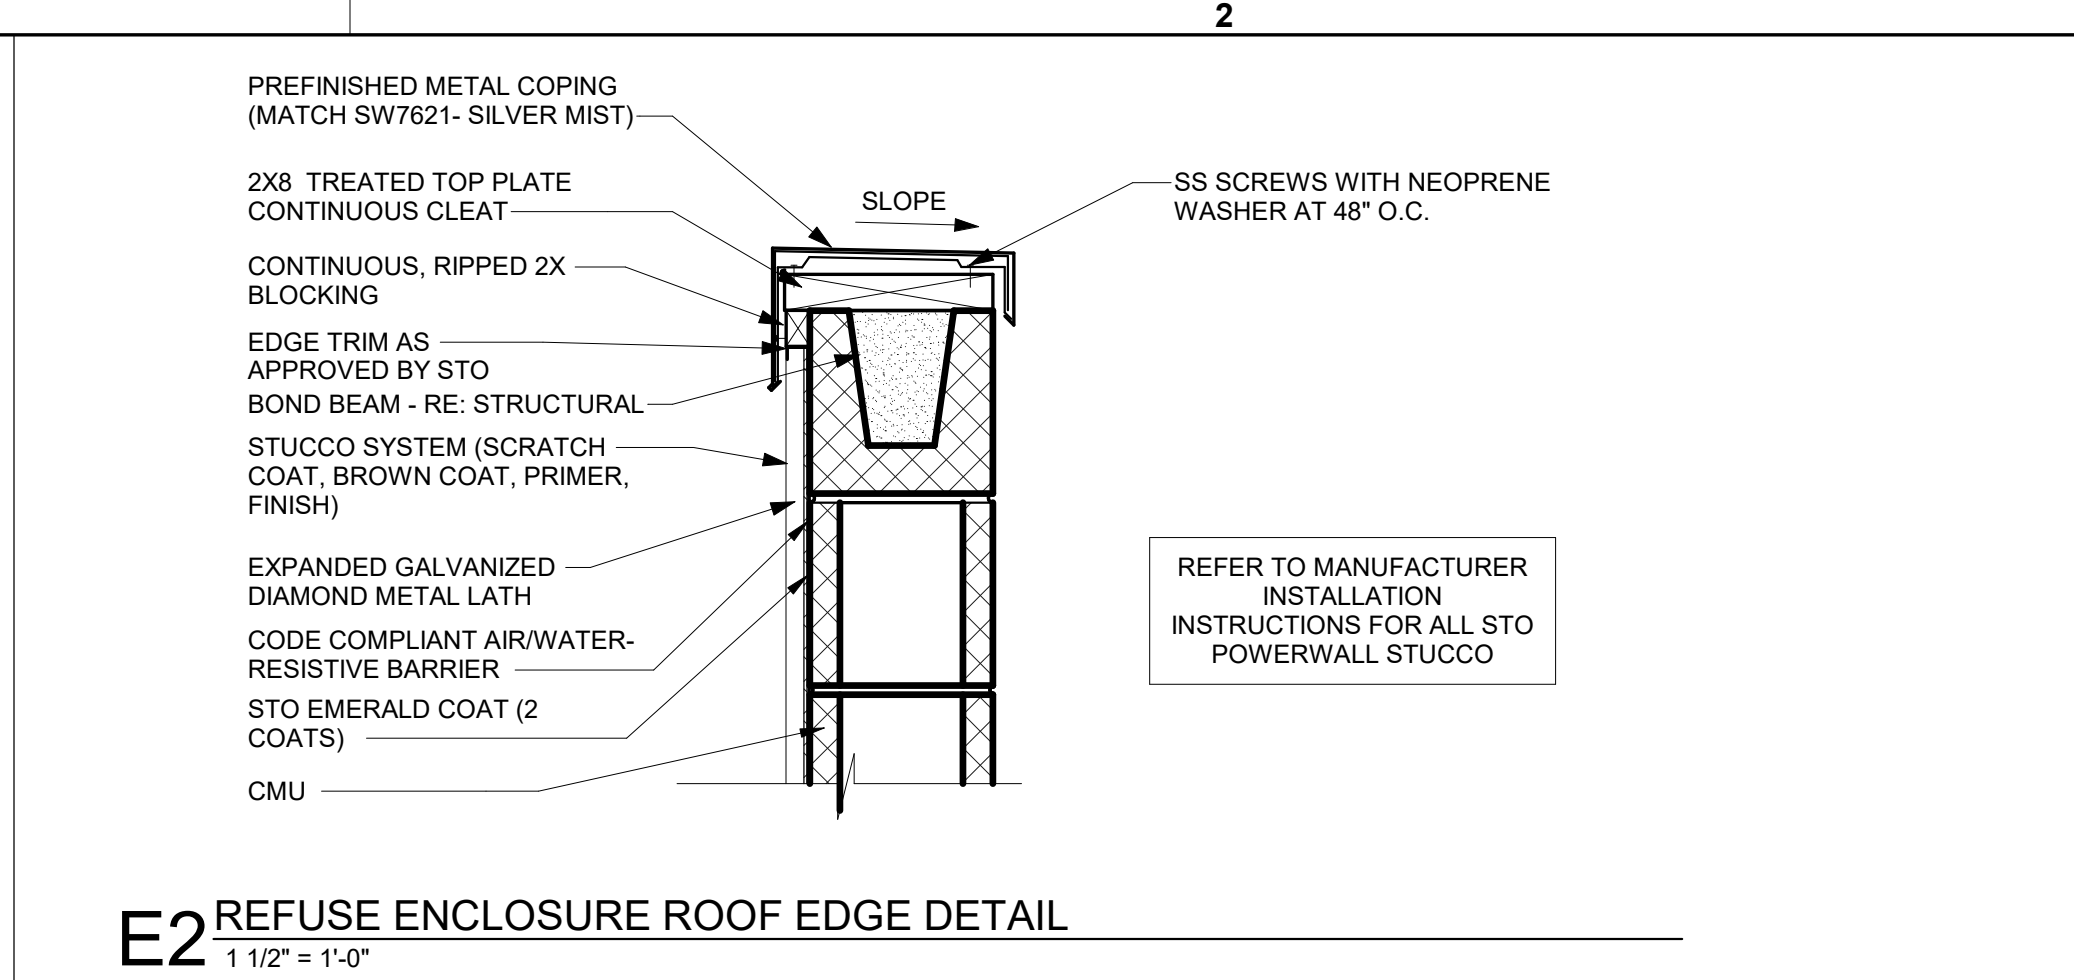 2
PREFINISHED METAL COPING
(MATCH SW7621- SILVER MIST)
2X8  TREATED TOP PLATE
CONTINUOUS CLEAT
CONTINUOUS, RIPPED 2X
BLOCKING
EDGE TRIM AS
APPROVED BY STO
BOND BEAM - RE: STRUCTURAL
STUCCO SYSTEM (SCRATCH
COAT, BROWN COAT, PRIMER,
FINISH)
EXPANDED GALVANIZED
DIAMOND METAL LATH
CODE COMPLIANT AIR/WATER-
RESISTIVE BARRIER
STO EMERALD COAT (2
COATS)
CMU
SLOPE
SS SCREWS WITH NEOPRENE
WASHER AT 48" O.C.
REFER TO MANUFACTURER
INSTALLATION
INSTRUCTIONS FOR ALL STO
POWERWALL STUCCO
E2
REFUSE ENCLOSURE ROOF EDGE DETAIL
1 1/2" = 1'-0"